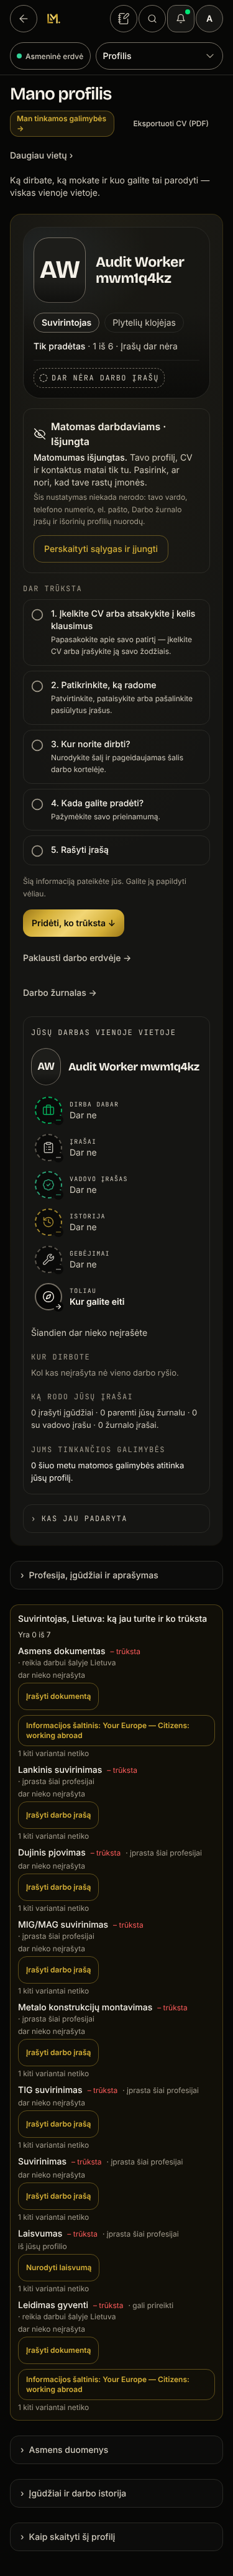 LM.
A
Asmeninė erdvė
Profilis
Mano profilis
Man tinkamos galimybės
→
Eksportuoti CV (PDF)
Daugiau vietų ›
Ką dirbate, ką mokate ir kuo galite tai parodyti —
viskas vienoje vietoje.
AW
Audit Worker
mwm1q4kz
Suvirintojas
Plytelių klojėjas
Tik pradėtas · 1 iš 6 · Įrašų dar nėra
DAR NĖRA DARBO ĮRAŠŲ
Matomas darbdaviams ·
Išjungta
Matomumas išjungtas. Tavo profilį, CV
ir kontaktus matai tik tu. Pasirink, ar
nori, kad tave rastų įmonės.
Šis nustatymas niekada nerodo: tavo vardo,
telefono numerio, el. pašto, Darbo žurnalo
įrašų ir išorinių profilių nuorodų.
Perskaityti sąlygas ir įjungti
DAR TRŪKSTA
1. Įkelkite CV arba atsakykite į kelis
klausimus
Papasakokite apie savo patirtį — įkelkite
CV arba įrašykite ją savo žodžiais.
2. Patikrinkite, ką radome
Patvirtinkite, pataisykite arba pašalinkite
pasiūlytus įrašus.
3. Kur norite dirbti?
Nurodykite šalį ir pageidaujamas šalis
darbo kortelėje.
4. Kada galite pradėti?
Pažymėkite savo prieinamumą.
5. Rašyti įrašą
Šią informaciją pateikėte jūs. Galite ją papildyti
vėliau.
Pridėti, ko trūksta ↓
Paklausti darbo erdvėje →
Darbo žurnalas →
JŪSŲ DARBAS VIENOJE VIETOJE
AW
Audit Worker mwm1q4kz
DIRBA DABAR
Dar ne
ĮRAŠAI
Dar ne
VADOVO ĮRAŠAS
Dar ne
ISTORIJA
Dar ne
GEBĖJIMAI
Dar ne
TOLIAU
Kur galite eiti
Šiandien dar nieko neįrašėte
KUR DIRBOTE
Kol kas neįrašyta nė vieno darbo ryšio.
KĄ RODO JŪSŲ ĮRAŠAI
0 įrašyti įgūdžiai · 0 paremti jūsų žurnalu · 0
su vadovo įrašu · 0 žurnalo įrašai.
JUMS TINKANČIOS GALIMYBĖS
0 šiuo metu matomos galimybės atitinka
jūsų profilį.
› KAS JAU PADARYTA
› Profesija, įgūdžiai ir aprašymas
Suvirintojas, Lietuva: ką jau turite ir ko trūksta
Yra 0 iš 7
Asmens dokumentas – trūksta
· reikia darbui šalyje Lietuva
dar nieko neįrašyta
Įrašyti dokumentą
Informacijos šaltinis: Your Europe — Citizens:
working abroad
1 kiti variantai netiko
Lankinis suvirinimas – trūksta
· įprasta šiai profesijai
dar nieko neįrašyta
Įrašyti darbo įrašą
1 kiti variantai netiko
Dujinis pjovimas – trūksta · įprasta šiai profesijai
dar nieko neįrašyta
Įrašyti darbo įrašą
1 kiti variantai netiko
MIG/MAG suvirinimas – trūksta
· įprasta šiai profesijai
dar nieko neįrašyta
Įrašyti darbo įrašą
1 kiti variantai netiko
Metalo konstrukcijų montavimas – trūksta
· įprasta šiai profesijai
dar nieko neįrašyta
Įrašyti darbo įrašą
1 kiti variantai netiko
TIG suvirinimas – trūksta · įprasta šiai profesijai
dar nieko neįrašyta
Įrašyti darbo įrašą
1 kiti variantai netiko
Suvirinimas – trūksta · įprasta šiai profesijai
dar nieko neįrašyta
Įrašyti darbo įrašą
1 kiti variantai netiko
Laisvumas – trūksta · įprasta šiai profesijai
iš jūsų profilio
Nurodyti laisvumą
1 kiti variantai netiko
Leidimas gyventi – trūksta · gali prireikti
· reikia darbui šalyje Lietuva
dar nieko neįrašyta
Įrašyti dokumentą
Informacijos šaltinis: Your Europe — Citizens:
working abroad
1 kiti variantai netiko
› Asmens duomenys
› Įgūdžiai ir darbo istorija
› Kaip skaityti šį profilį